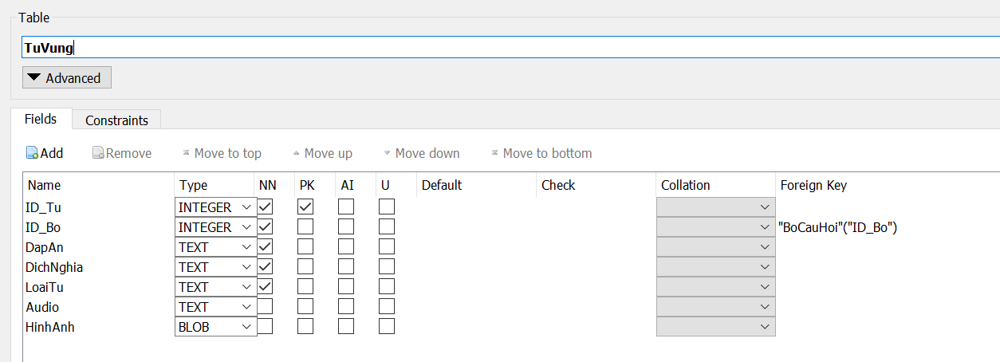 Table
TuVung
Advanced
Fields Constraints
Add Remove Move to top Move up Move down Move to bottom
Name Type NN PK AI U Default Check Collation Foreign Key
ID_Tu INTEGER
ID_Bo INTEGER "BoCauHoi"("ID_Bo")
DapAn TEXT
DichNghia TEXT
LoaiTu TEXT
Audio TEXT
HinhAnh BLOB